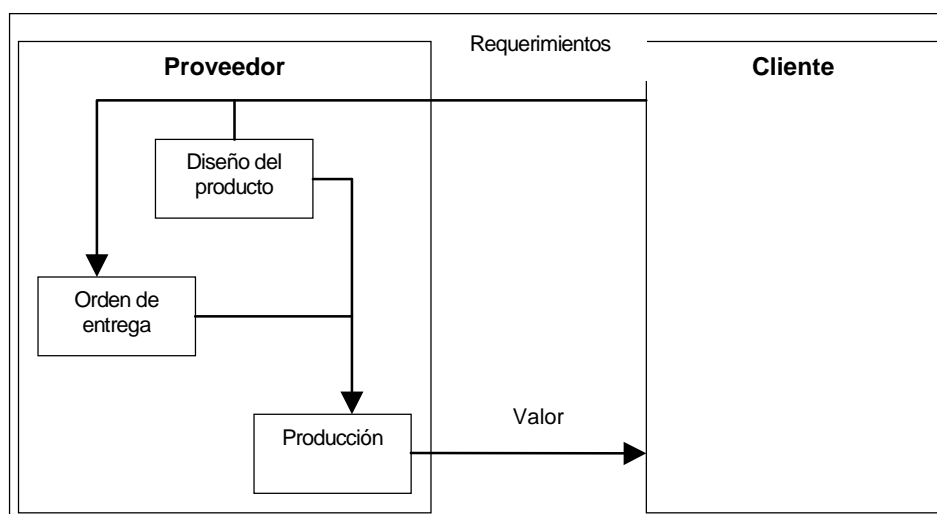 Requerimientos
Proveedor
Cliente
Diseño del
producto
Orden de
entrega
Valor
Producción